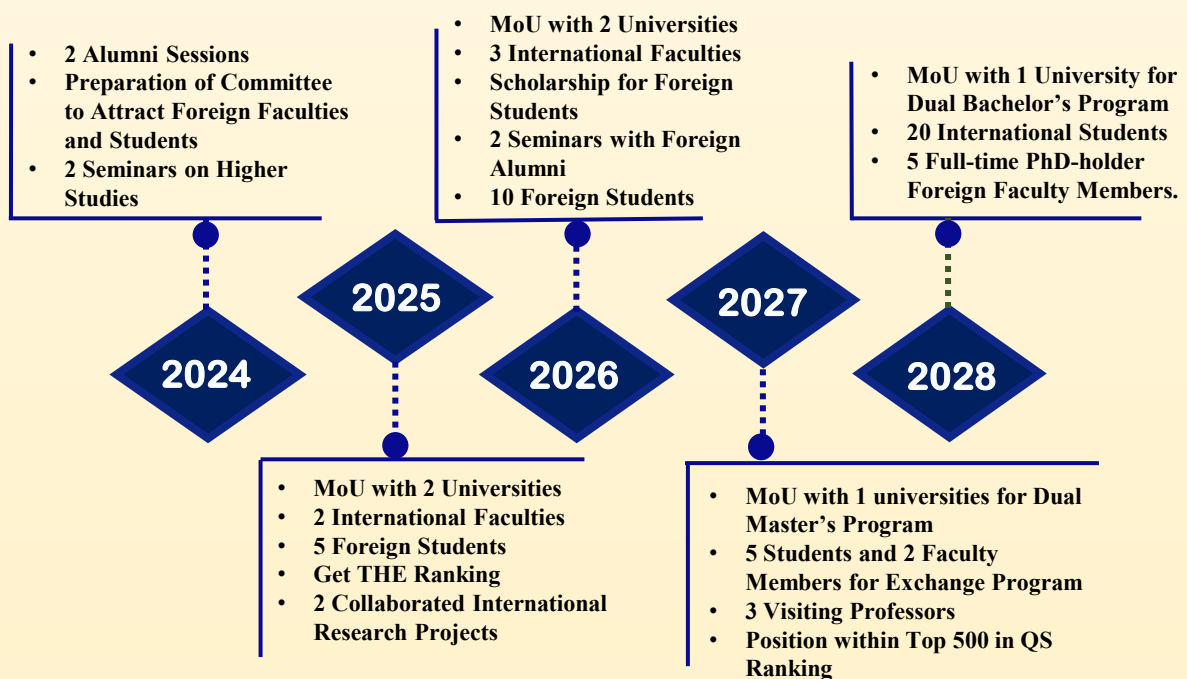 • 2 Alumni Sessions
• Preparation of Committee
to Attract Foreign Faculties
and Students
• 2 Seminars on Higher
Studies
2024
2025
• MoU with 2 Universities
• 2 International Faculties
• 5 Foreign Students
• Get THE Ranking
• 2 Collaborated International
Research Projects
• MoU with 2 Universities
• 3 International Faculties
• Scholarship for Foreign
Students
• 2 Seminars with Foreign
Alumni
• 10 Foreign Students
2026
2027
• MoU with 1 universities for Dual
Master’s Program
• 5 Students and 2 Faculty
Members for Exchange Program
• 3 Visiting Professors
• Position within Top 500 in QS
Ranking
• MoU with 1 University for
Dual Bachelor’s Program
• 20 International Students
• 5 Full-time PhD-holder
Foreign Faculty Members.
2028